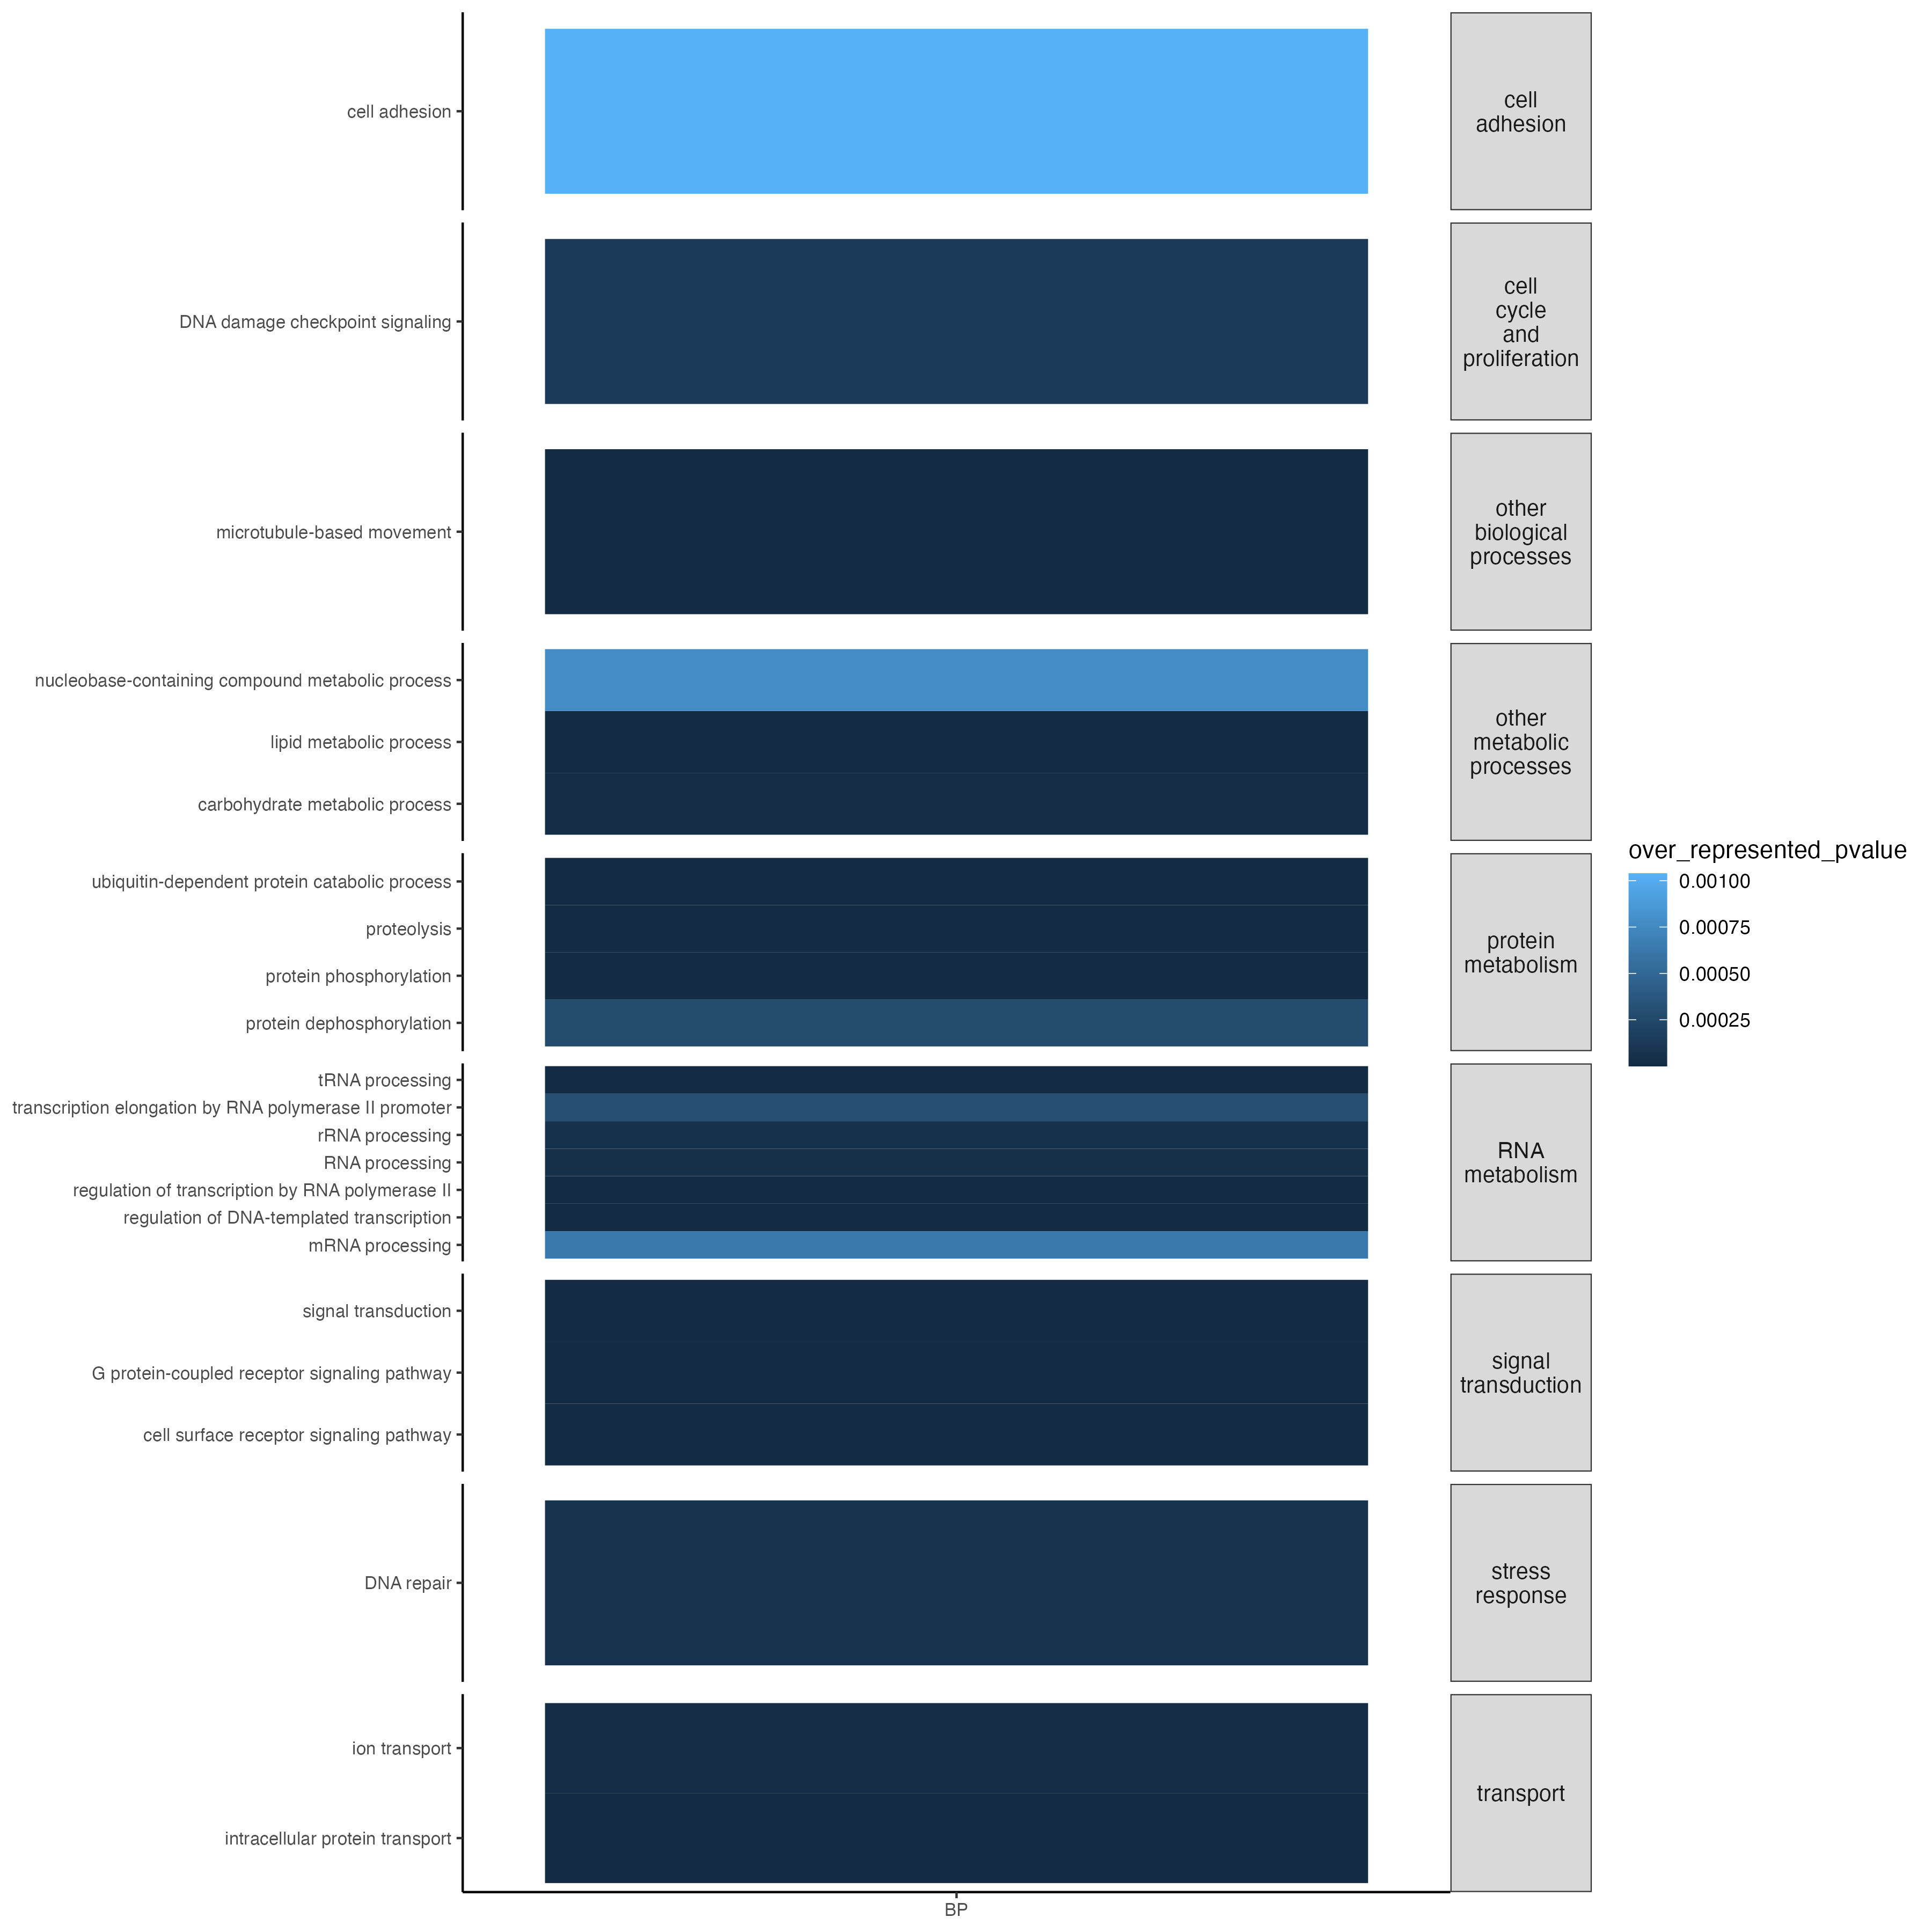 cell adhesion
cell
adhesion
DNA damage checkpoint signaling
cell
cycle
and
proliferation
microtubule-based movement
other
biological
processes
nucleobase-containing compound metabolic process
lipid metabolic process
carbohydrate metabolic process
other
metabolic
processes
ubiquitin-dependent protein catabolic process
proteolysis
protein phosphorylation
protein dephosphorylation
protein
metabolism
tRNA processing
transcription elongation by RNA polymerase II promoter
rRNA processing
RNA processing
regulation of transcription by RNA polymerase II
regulation of DNA-templated transcription
mRNA processing
RNA
metabolism
signal transduction
G protein-coupled receptor signaling pathway
cell surface receptor signaling pathway
signal
transduction
DNA repair
stress
response
ion transport
intracellular protein transport
transport
BP
over_represented_pvalue
0.00100
0.00075
0.00050
0.00025